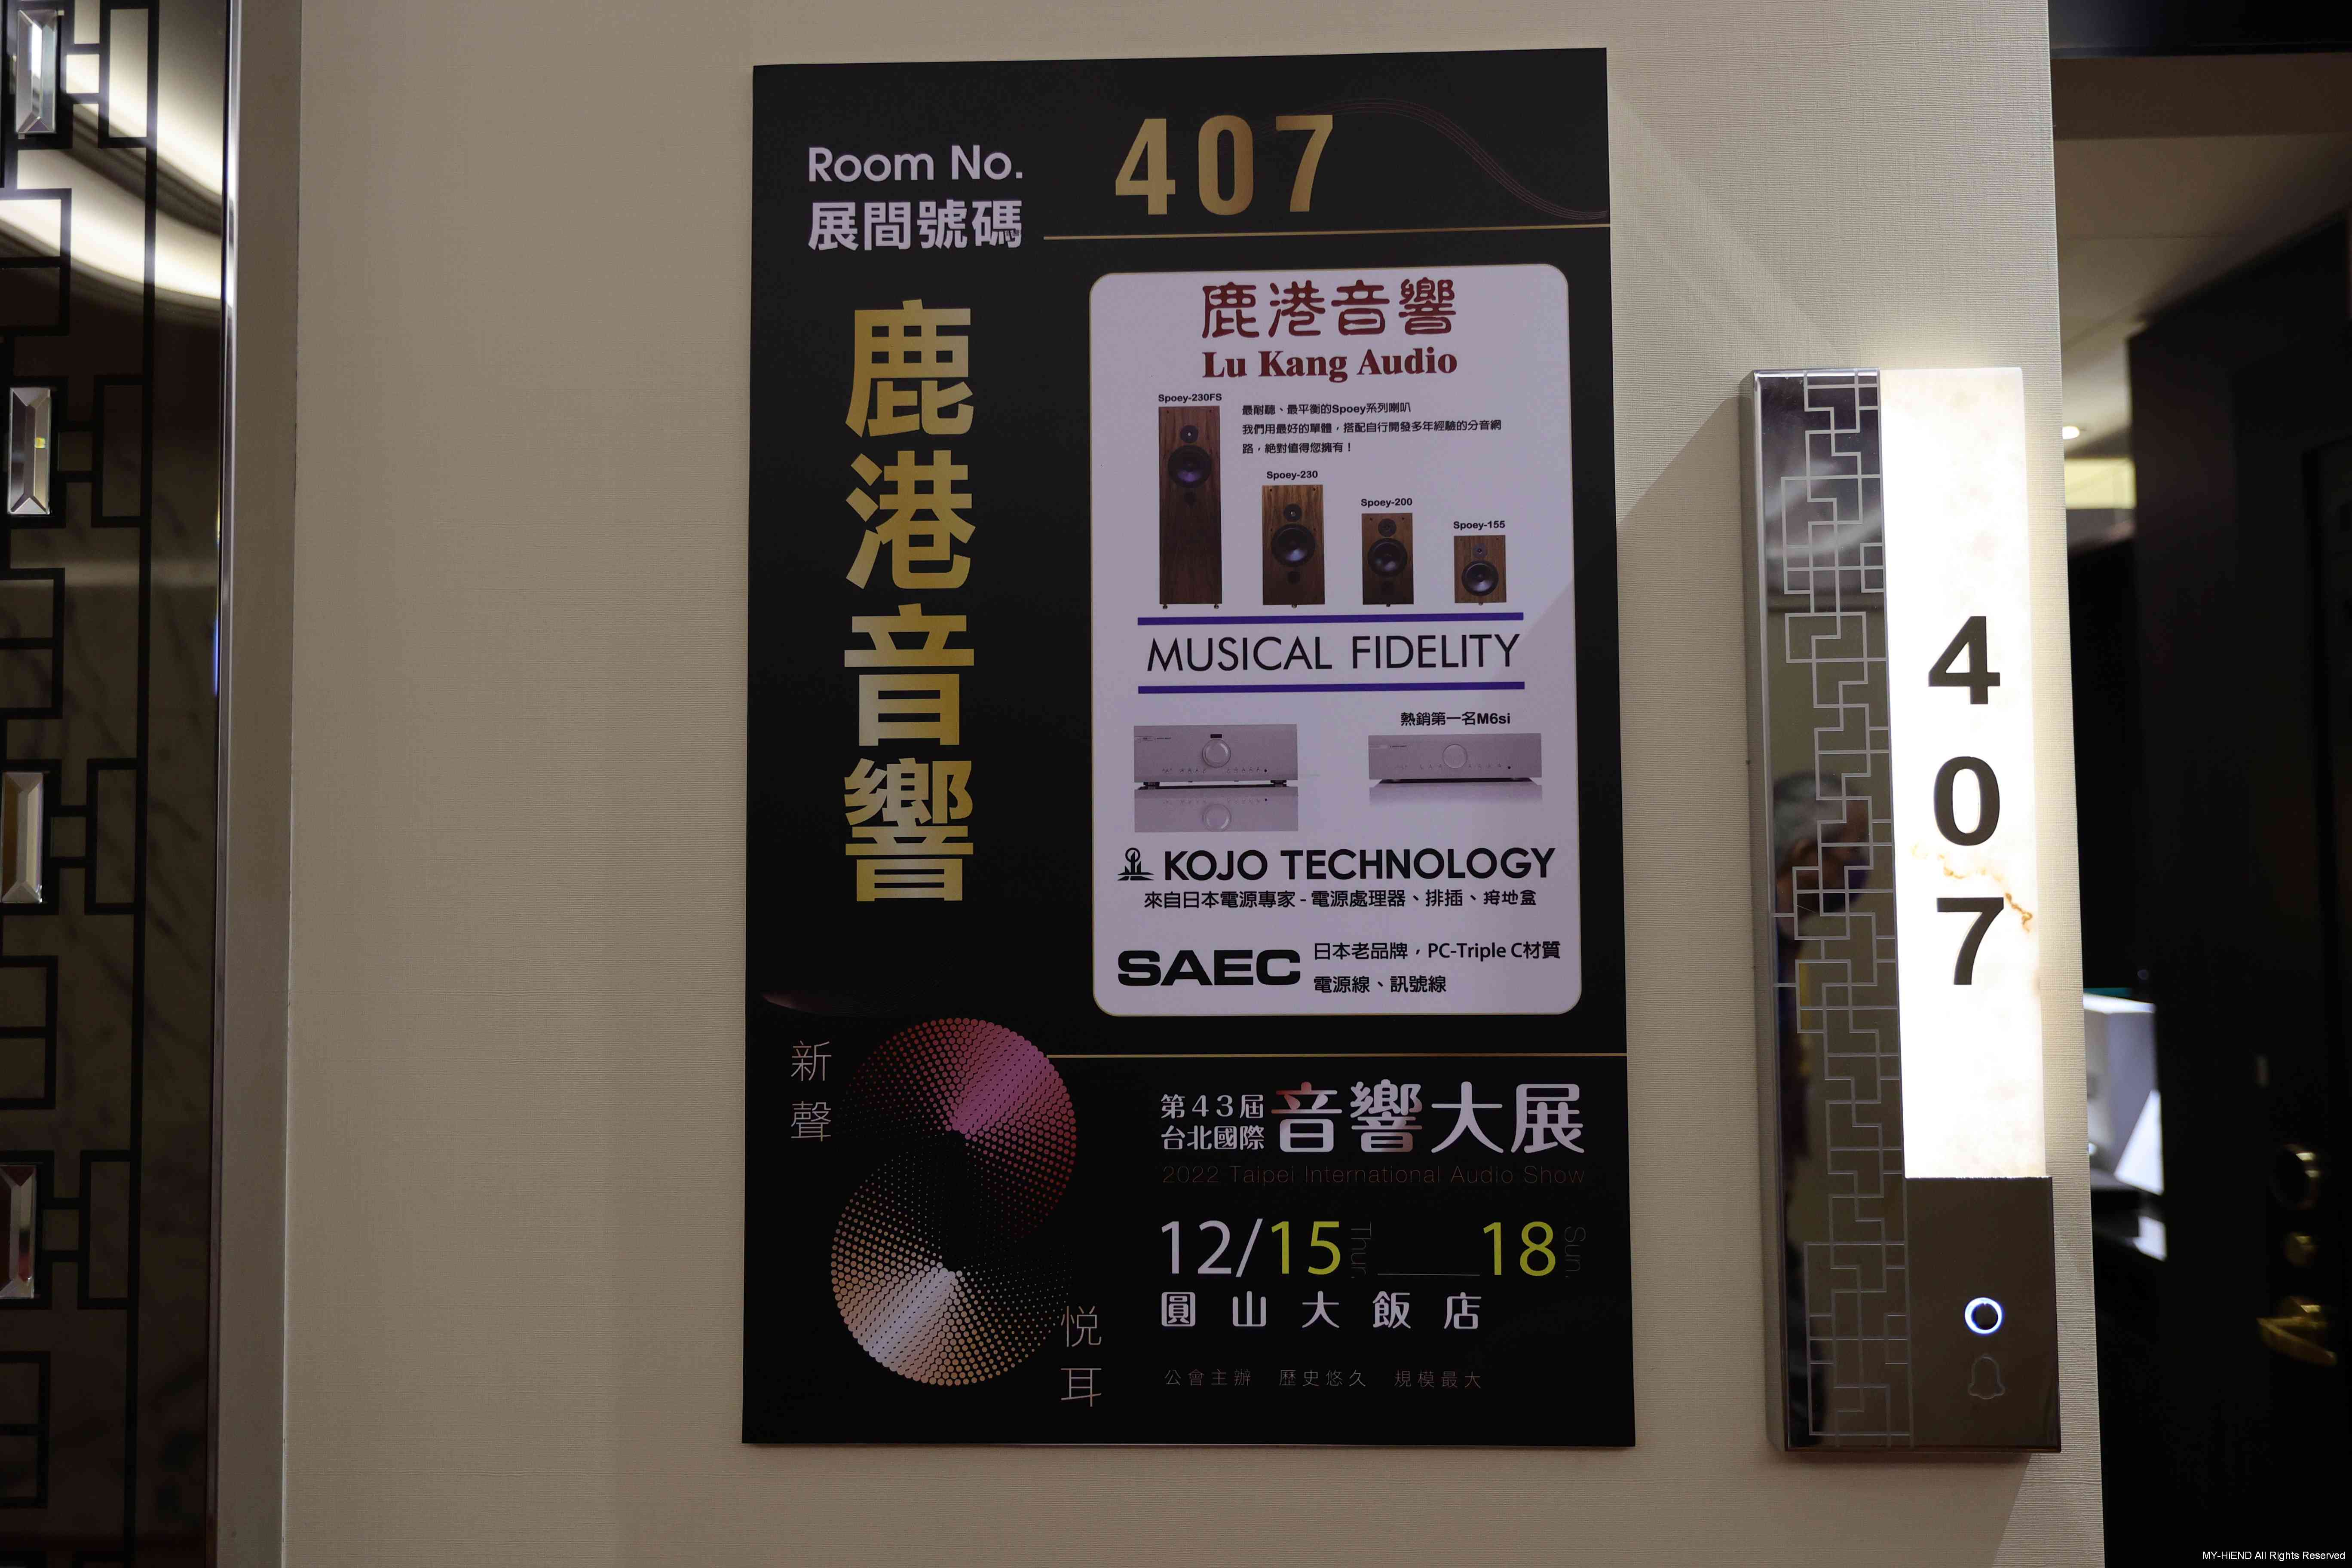 Room No.
展間號碼
407
鹿港音響
鹿港音響
Lu Kang Audio
Spoey-230FS
最耐聽、最平衡的Spoey系列喇叭
我們用最好的單體，搭配自行開發多年經驗的分音網
路，絕對值得您擁有！
Spoey-230
Spoey-200
Spoey-155
MUSICAL FIDELITY
熱銷第一名M6si
KOJO TECHNOLOGY
來自日本電源專家 - 電源處理器、排插、接地盒
SAEC
日本老品牌，PC-Triple C材質
電源線、訊號線
新聲
悅耳
第43屆
台北國際
音響大展
2022 Taipei International Audio Show
12/15 Thur. 18 Sun.
圓山大飯店
公會主辦 歷史悠久 規模最大
407
MY-HiEND All Rights Reserved